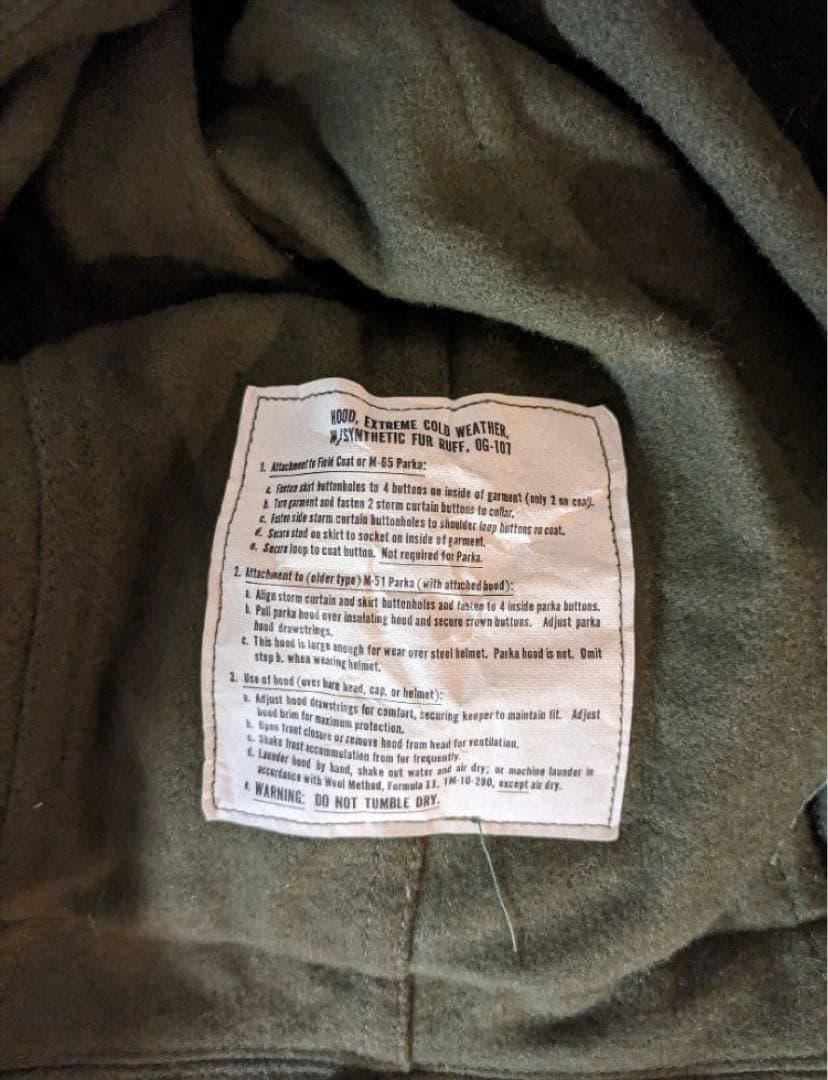 HOOD, EXTREME COLD WEATHER,
W/SYNTHETIC FUR RUFF, OG-107
1. Attachment to Field Coat or M-65 Parka:
a. Fasten skirt buttonholes to 4 buttons on inside of garment (only 2 on coat).
b. Turn garment and fasten 2 storm curtain buttons to collar.
c. Fasten side storm curtain buttonholes to shoulder loop buttons on coat.
d. Secure stud on skirt to socket on inside of garment.
e. Secure loop to coat button. Not required for Parka.
2. Attachment to (older type) M-51 Parka (with attached hood):
a. Align storm curtain and skirt buttonholes and fasten to 4 inside parka buttons.
b. Pull parka hood over insulating hood and secure crown buttons. Adjust parka
hood drawstrings.
c. This hood is large enough for wear over steel helmet. Parka hood is not. Omit
step b. when wearing helmet.
3. Use of hood (over bare head, cap, or helmet):
a. Adjust hood drawstrings for comfort, securing keeper to maintain fit. Adjust
hood brim for maximum protection.
b. Open front closure or remove hood from head for ventilation.
c. Shake frost accumulation from fur frequently.
d. Launder hood by hand, shake out water and air dry; or machine launder in
accordance with Wool Method, Formula II, TM-10-280, except air dry.
e. WARNING: DO NOT TUMBLE DRY.